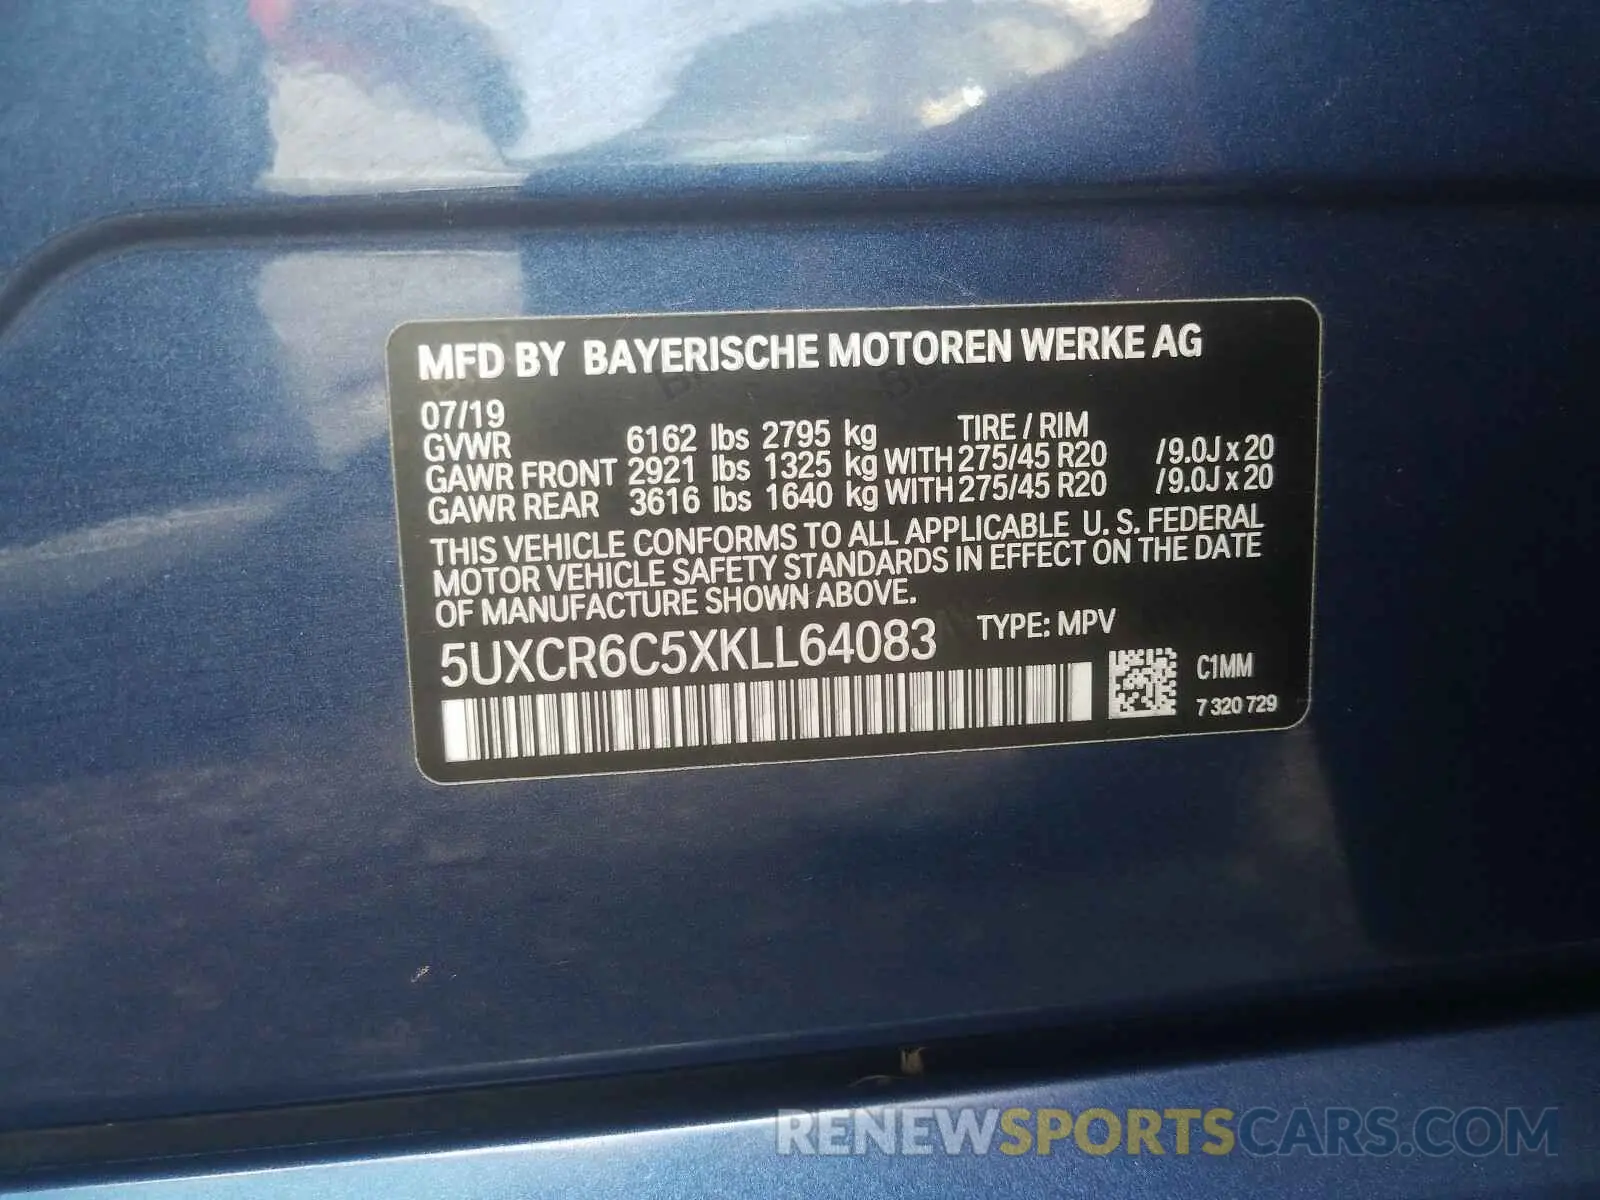 MFD BY BAYERISCHE MOTOREN WERKE AG
07/19
GVWR 6162 lbs 2795 kg TIRE / RIM
GAWR FRONT 2921 lbs 1325 kg WITH 275/45 R20 /9.0J x 20
GAWR REAR 3616 lbs 1640 kg WITH 275/45 R20 /9.0J x 20
THIS VEHICLE CONFORMS TO ALL APPLICABLE U. S. FEDERAL
MOTOR VEHICLE SAFETY STANDARDS IN EFFECT ON THE DATE
OF MANUFACTURE SHOWN ABOVE.
5UXCR6C5XKLL64083 TYPE: MPV
C1MM
7 320 729
RENEWSPORTSCARS.COM